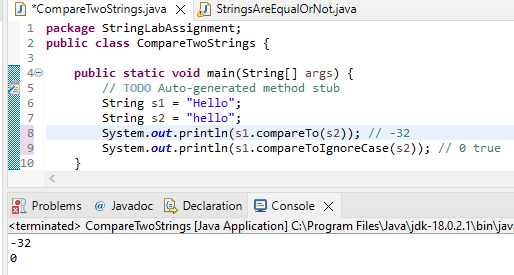 *CompareTwoStrings.java StringsAreEqualOrNot.java
1 package StringLabAssignment;
2 public class CompareTwoStrings {
3
4 public static void main(String[] args) {
5 // TODO Auto-generated method stub
6 String s1 = "Hello";
7 String s2 = "hello";
8 System.out.println(s1.compareTo(s2)); // -32
9 System.out.println(s1.compareToIgnoreCase(s2)); // 0 true
10 }
Problems @ Javadoc Declaration Console
<terminated> CompareTwoStrings [Java Application] C:\Program Files\Java\jdk-18.0.2.1\bin\java
-32
0